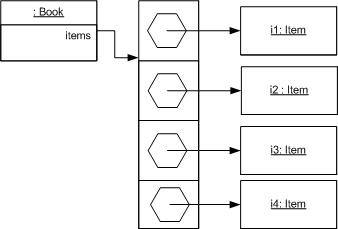 : Book
items
i1: Item
i2 : Item
i3: Item
i4: Item